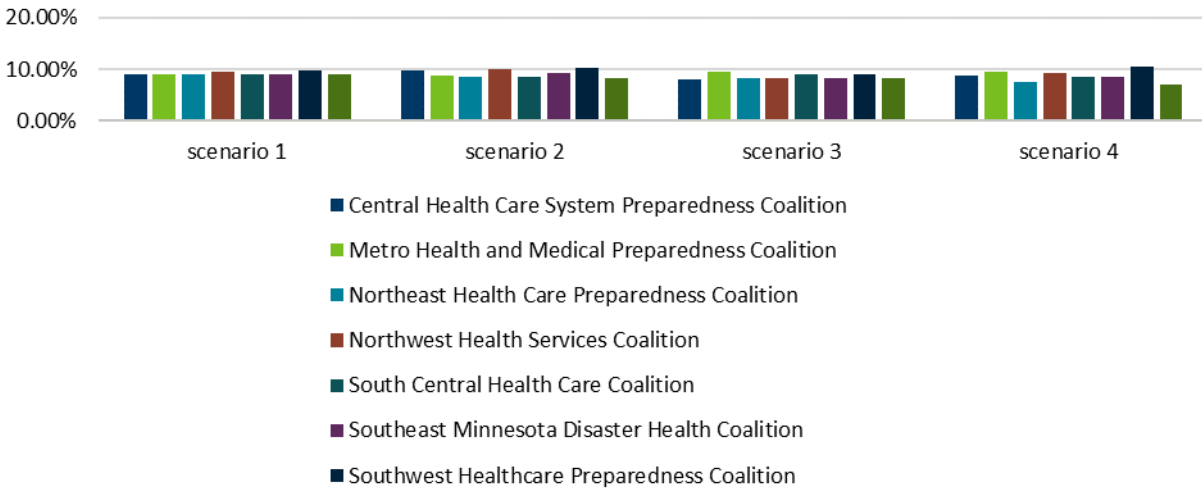 20.00%
10.00%
0.00%
scenario 1 scenario 2 scenario 3 scenario 4
Central Health Care System Preparedness Coalition
Metro Health and Medical Preparedness Coalition
Northeast Health Care Preparedness Coalition
Northwest Health Services Coalition
South Central Health Care Coalition
Southeast Minnesota Disaster Health Coalition
Southwest Healthcare Preparedness Coalition